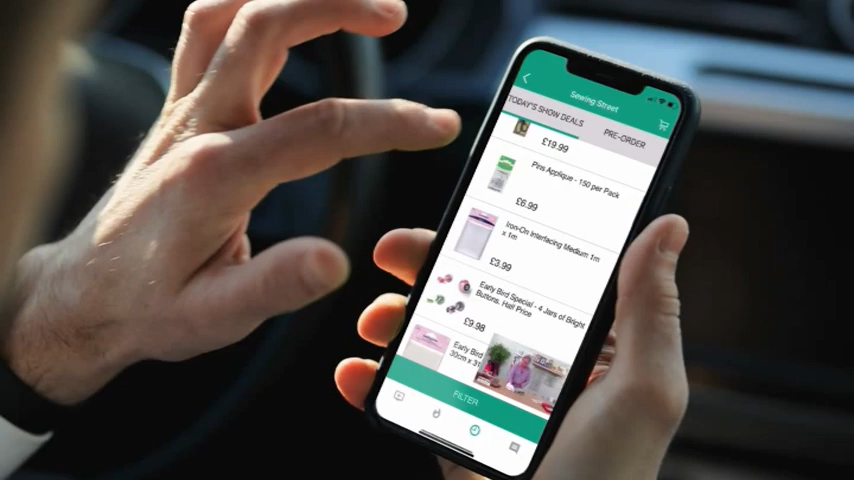 Sewing Street
TODAY'S SHOW DEALS
PRE-ORDER
£19.99
Pins Applique - 150 per Pack
£6.99
Iron-On Interfacing Medium 1m
x 1m
£3.99
Early Bird Special - 4 Jars of Bright
Buttons. Half Price
£9.98
Early Bird
30cm x 31
FILTER